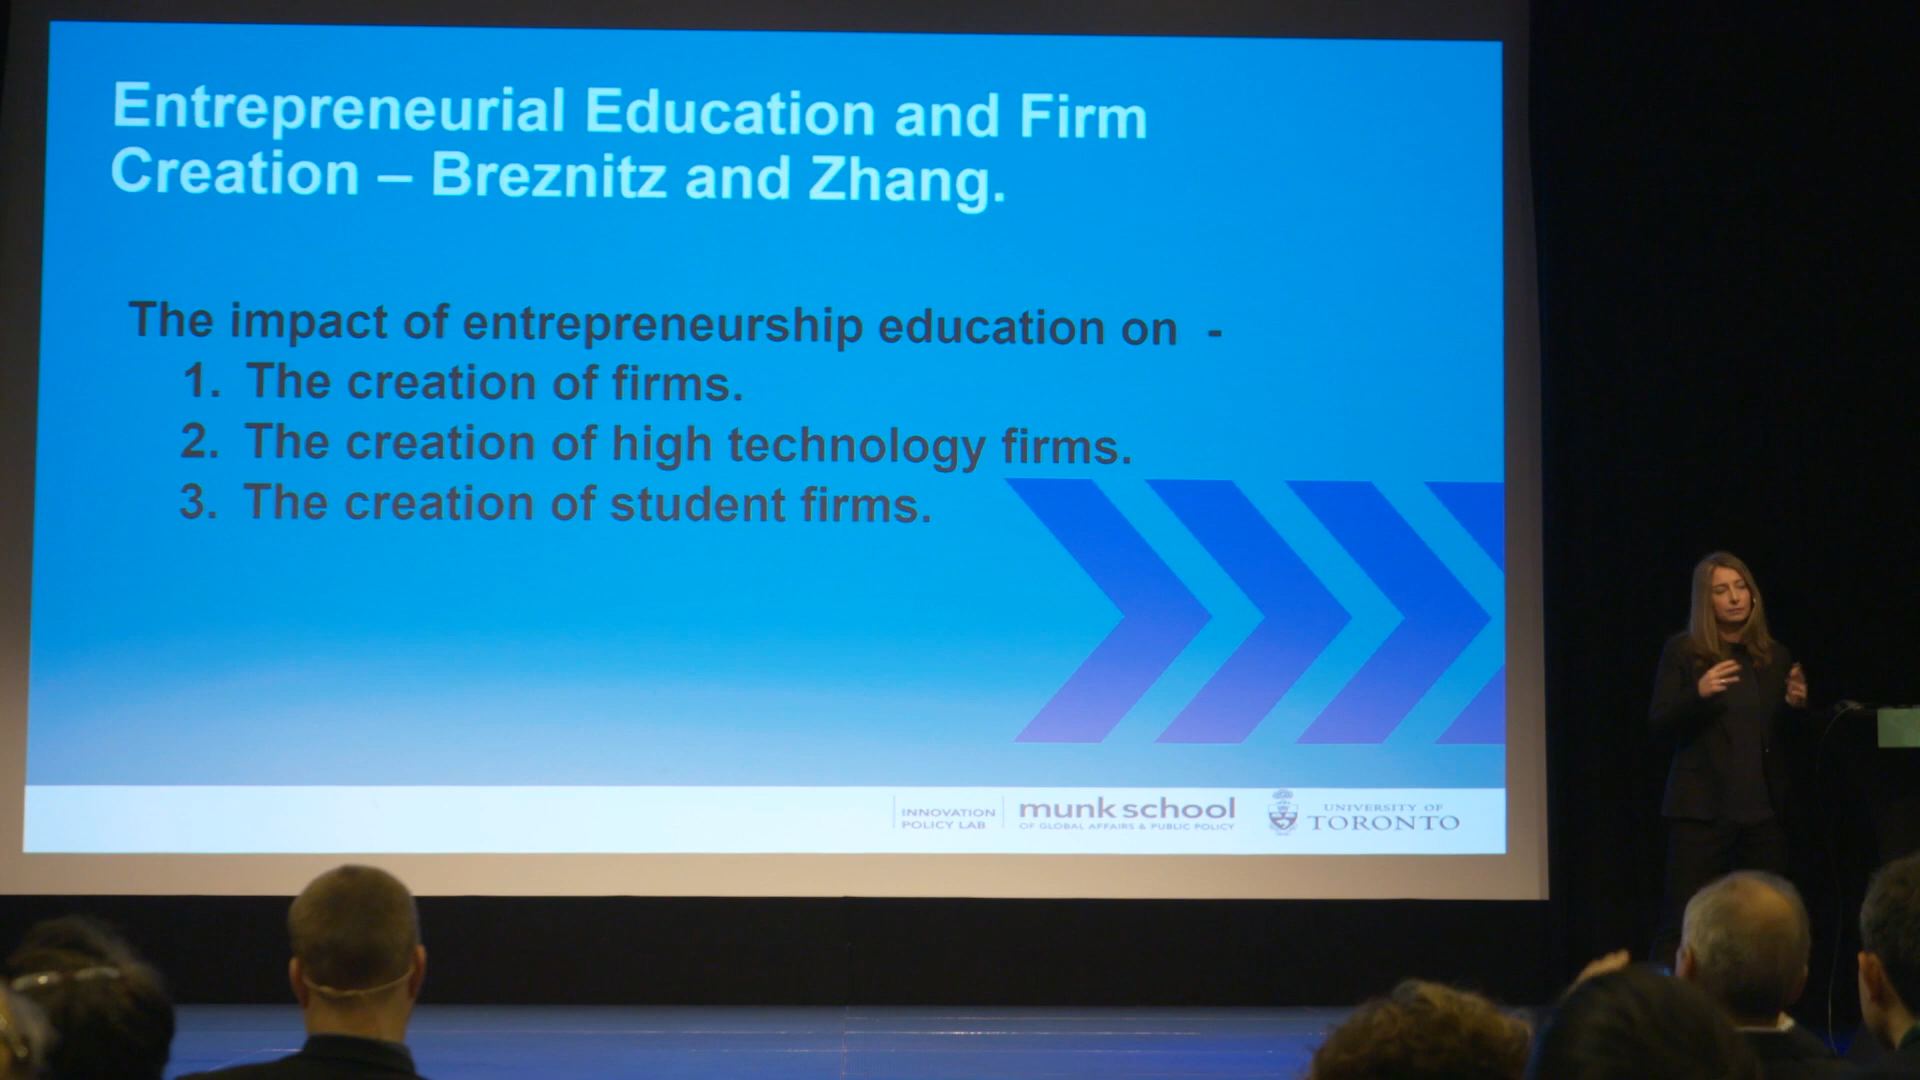 Entrepreneurial Education and Firm
Creation – Breznitz and Zhang.
The impact of entrepreneurship education on -
1. The creation of firms.
2. The creation of high technology firms.
3. The creation of student firms.
INNOVATION
POLICY LAB
munk school
OF GLOBAL AFFAIRS & PUBLIC POLICY
UNIVERSITY OF
TORONTO